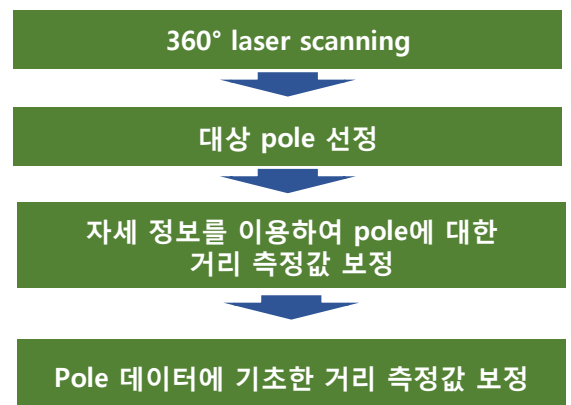 360° laser scanning
대상 pole 선정
자세 정보를 이용하여 pole에 대한
거리 측정값 보정
Pole 데이터에 기초한 거리 측정값 보정